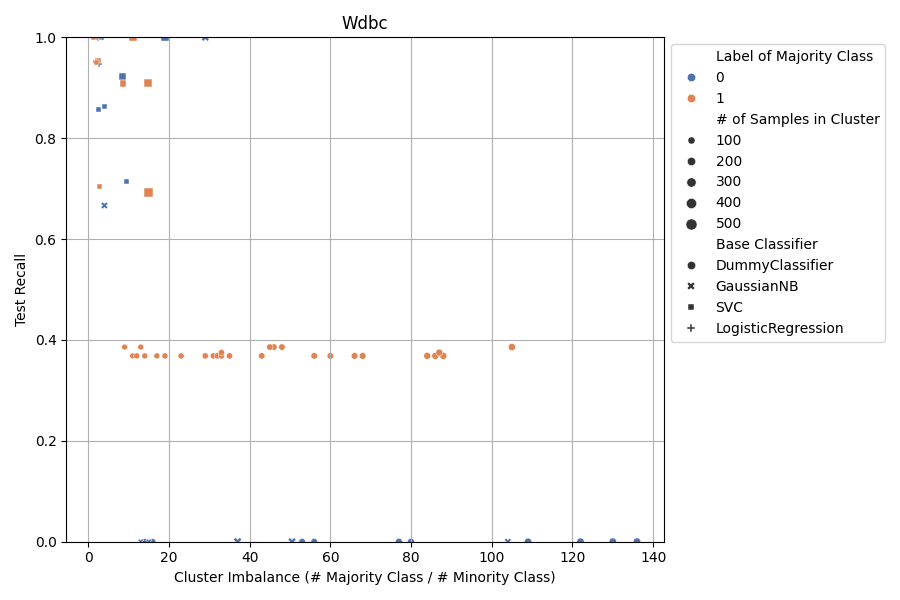 Wdbc
1.0
0.8
0.6
0.4
0.2
0.0
Test Recall
0 20 40 60 80 100 120 140
Cluster Imbalance (# Majority Class / # Minority Class)
Label of Majority Class
0
1
# of Samples in Cluster
100
200
300
400
500
Base Classifier
DummyClassifier
GaussianNB
SVC
LogisticRegression